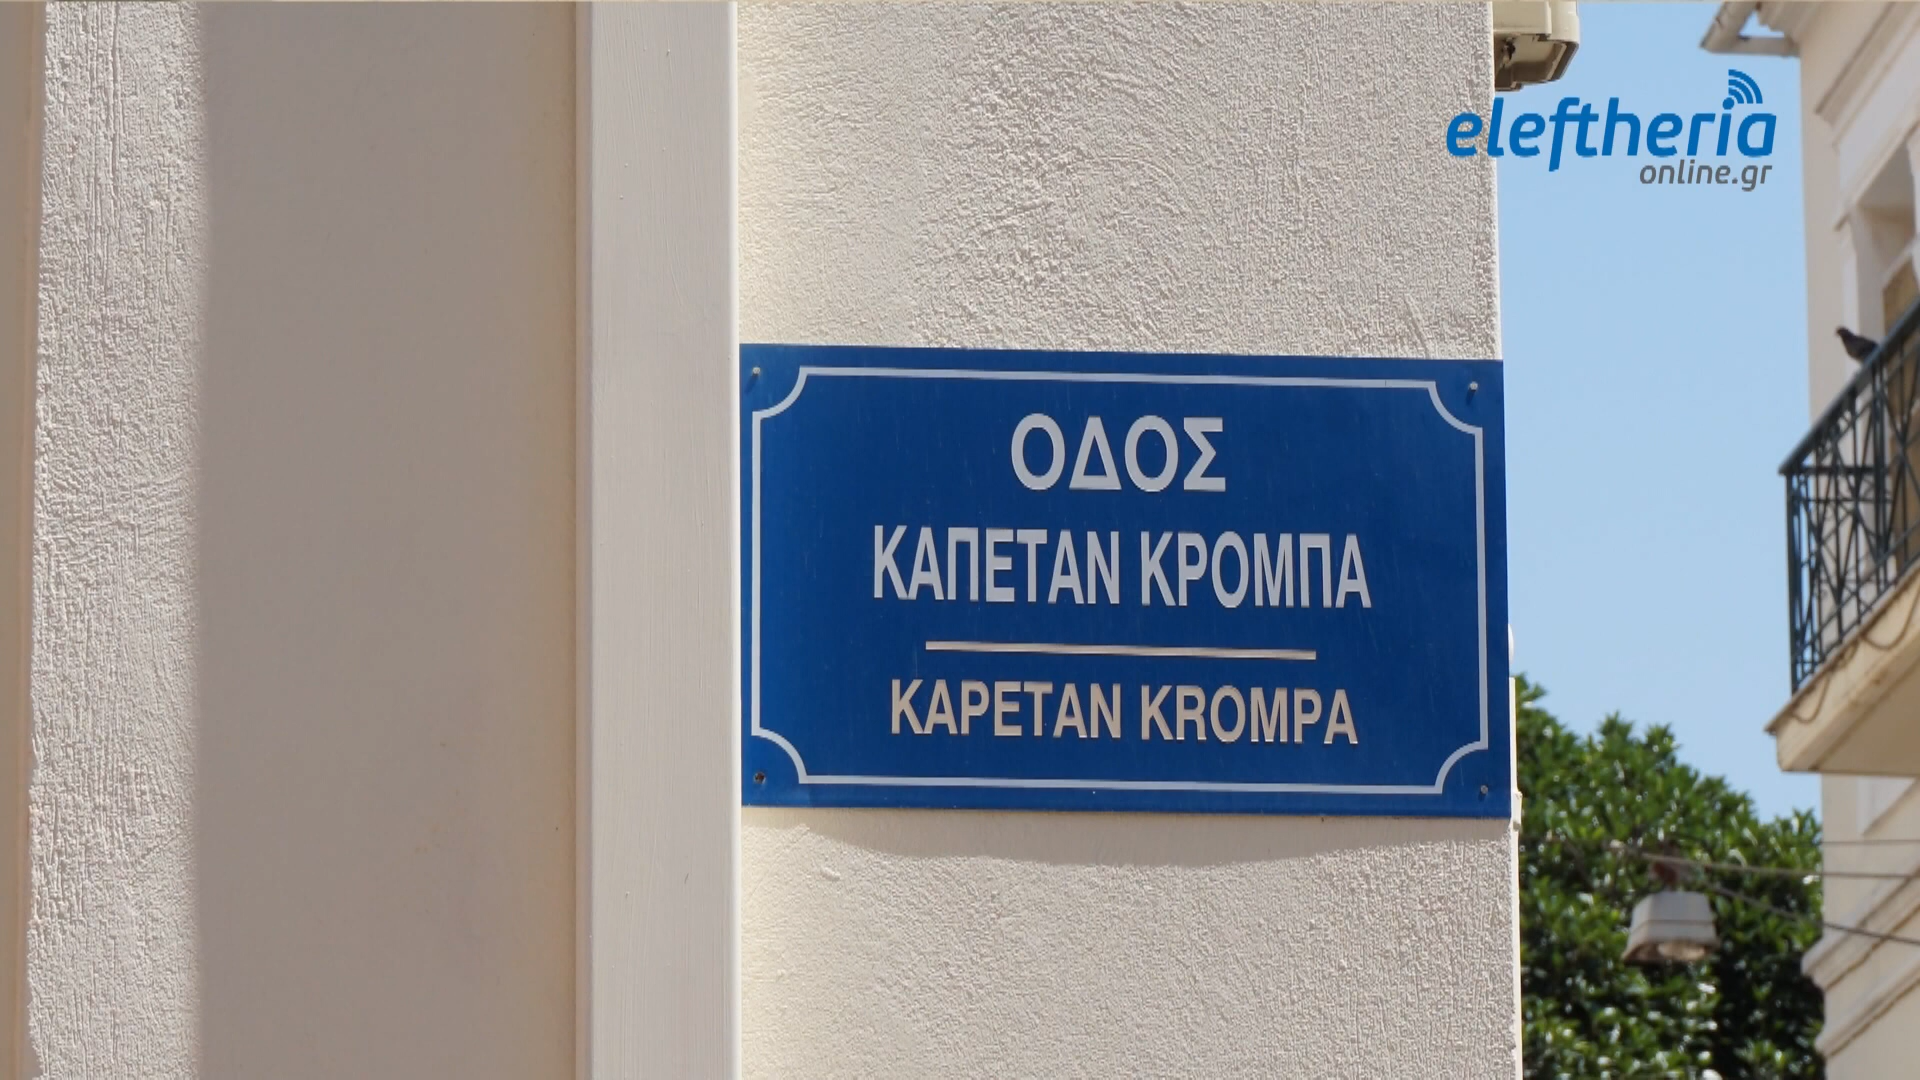 eleftheria
online.gr
ΟΔΟΣ
ΚΑΠΕΤΑΝ ΚΡΟΜΠΑ
KAPETAN KROMPA